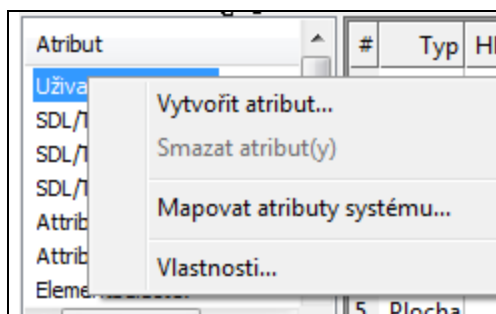 Atribut
# Typ
Uživa
Vytvořit atribut...
SDL/T
Smazat atribut(y)
SDL/T
SDL/T
Mapovat atributy systému...
Attrib
Attrib
Vlastnosti...
5 Plocha